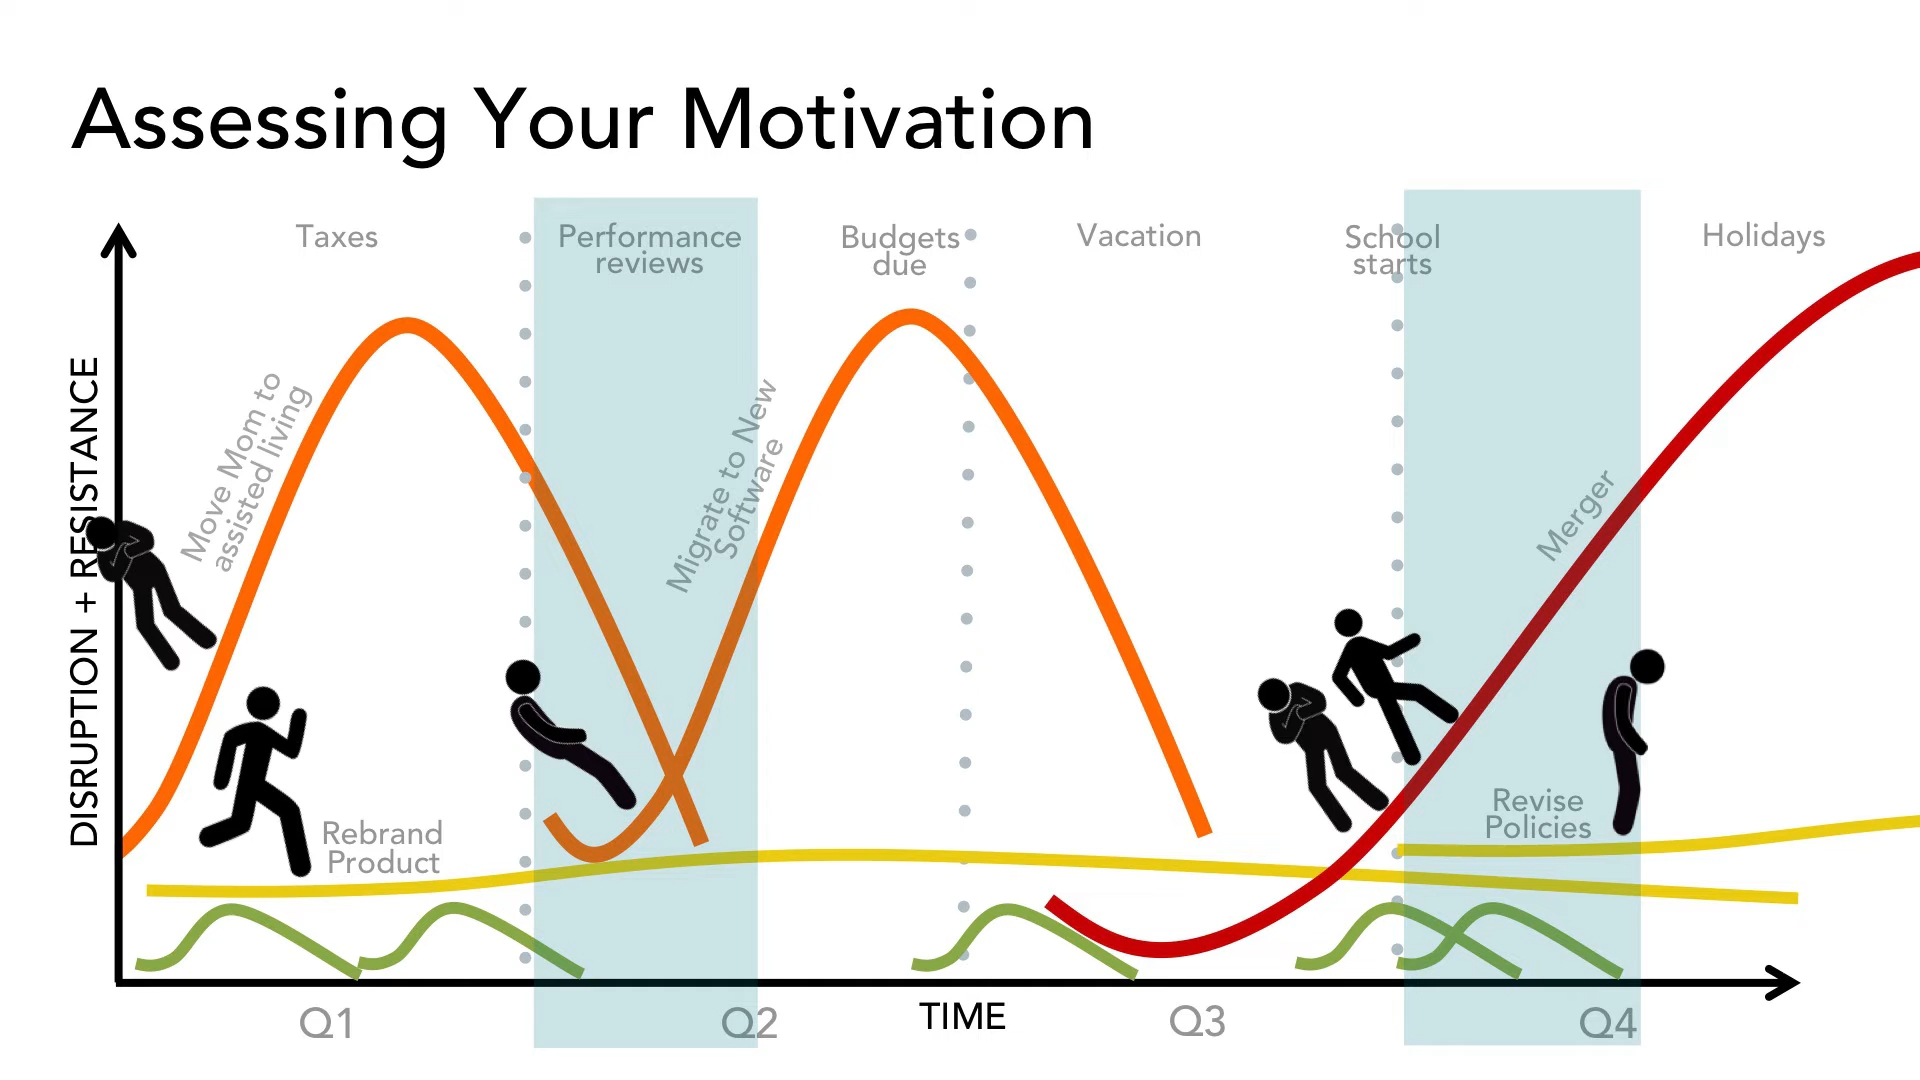 Assessing Your Motivation
Taxes
Performance
reviews
Budgets
due
Vacation
School
starts
Holidays
DISRUPTION + RESISTANCE
Move Mom to
assisted living
Migrate to New
Software
Merger
Rebrand
Product
Revise
Policies
Q1
Q2
TIME
Q3
Q4